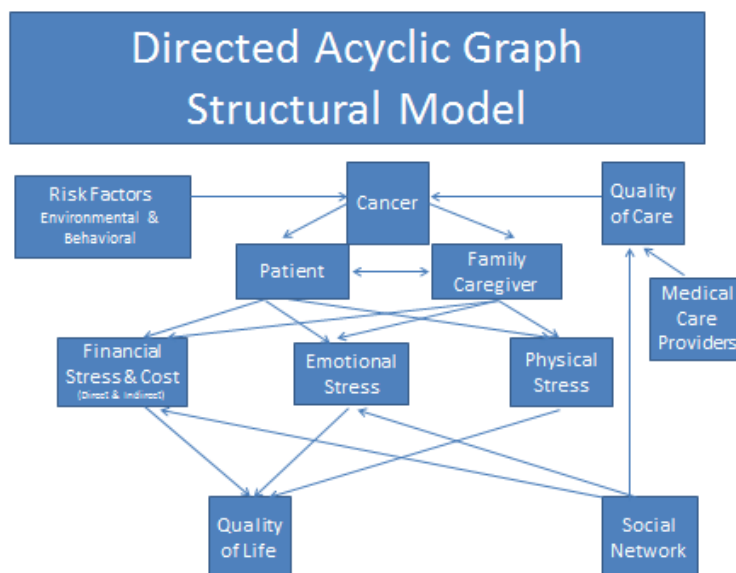 Directed Acyclic Graph
Structural Model
Risk Factors
Environmental &
Behavioral
Cancer
Quality
of Care
Patient
Family
Caregiver
Medical
Care
Providers
Financial
Stress & Cost
(Direct & Indirect)
Emotional
Stress
Physical
Stress
Quality
of Life
Social
Network